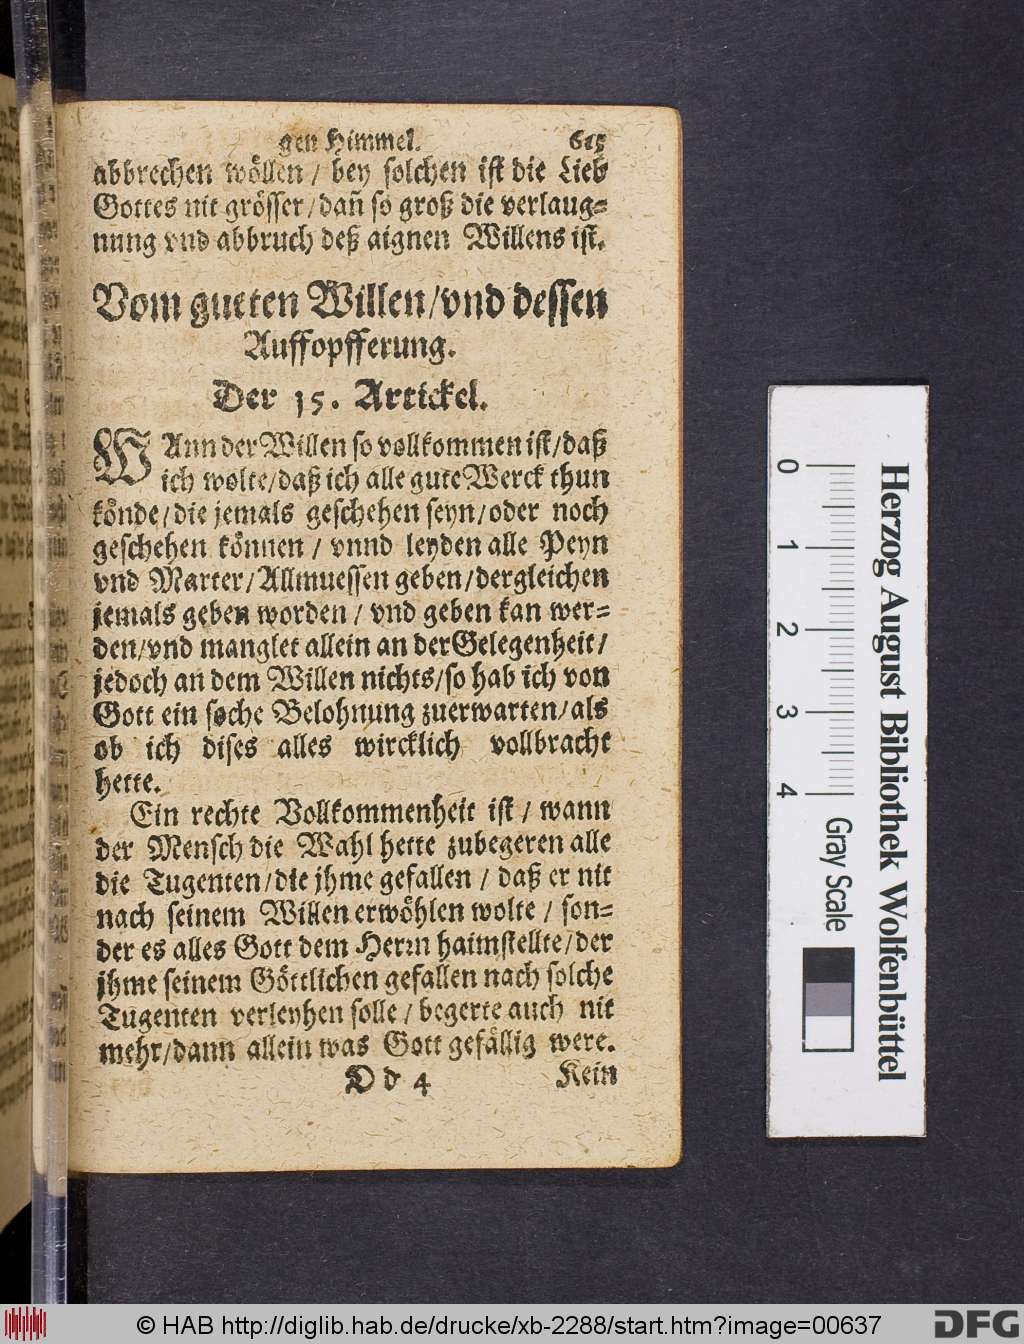 gen Himmel. 615
abbrechen wöllen / bey solchen ist die Lieb
Gottes nit grösser/dañ so groß die verlaug=
nung vnd abbruch deß aignen Willens ist.
Vom gueten Willen/vnd dessen
Auffopfferung.
Der 15. Artickel.
WAnn der Willen so vollkommen ist/daß
ich wolte/daß ich alle gute Werck thun
könde/die jemals geschehen seyn/oder noch
geschehen können / vnnd leyden alle Peyn
vnd Marter/Allmuessen geben/dergleichen
jemals geben worden / vnd geben kan wer=
den/vnd manglet allein an der Gelegenheit/
jedoch an dem Willen nichts/so hab ich von
Gott ein soche Belohnung zuerwarten/als
ob ich dises alles wircklich vollbracht
hette.
Ein rechte Vollkommenheit ist / wann
der Mensch die Wahl hette zubegeren alle
die Tugenten/die jhme gefallen / daß er nit
nach seinem Willen erwöhlen wolte / son=
der es alles Gott dem Herrn haimstellte/der
jhme seinem Göttlichen gefallen nach solche
Tugenten verleyhen solle / begerte auch nit
mehr/dann allein was Gott gefällig were.
D d 4 Kein
0 1 2 3 4 Gray Scale
Herzog August Bibliothek Wolfenbüttel
© HAB http://diglib.hab.de/drucke/xb-2288/start.htm?image=00637
DFG